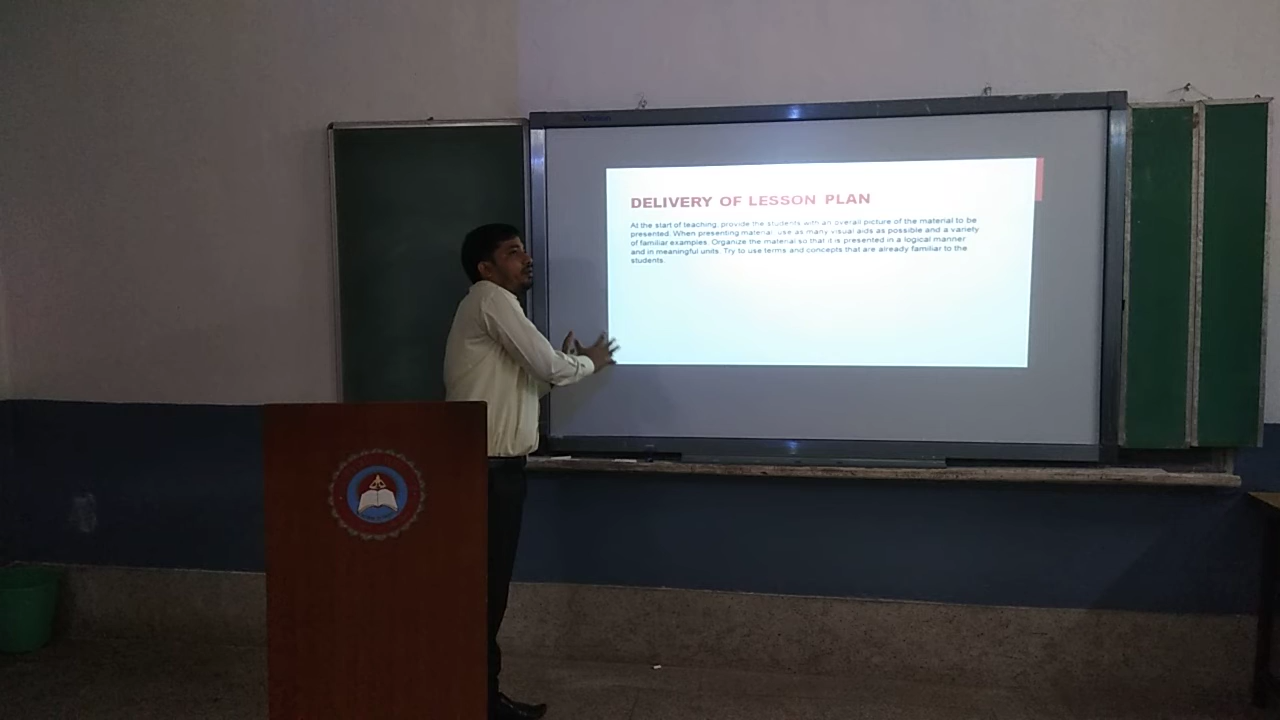 DELIVERY OF LESSON PLAN
At the start of teaching, provide the students with an overall picture of the material to be
presented. When presenting material use as many visual aids as possible and a variety
of familiar examples. Organize the material so that it is presented in a logical manner
and in meaningful units. Try to use terms and concepts that are already familiar to the
students.